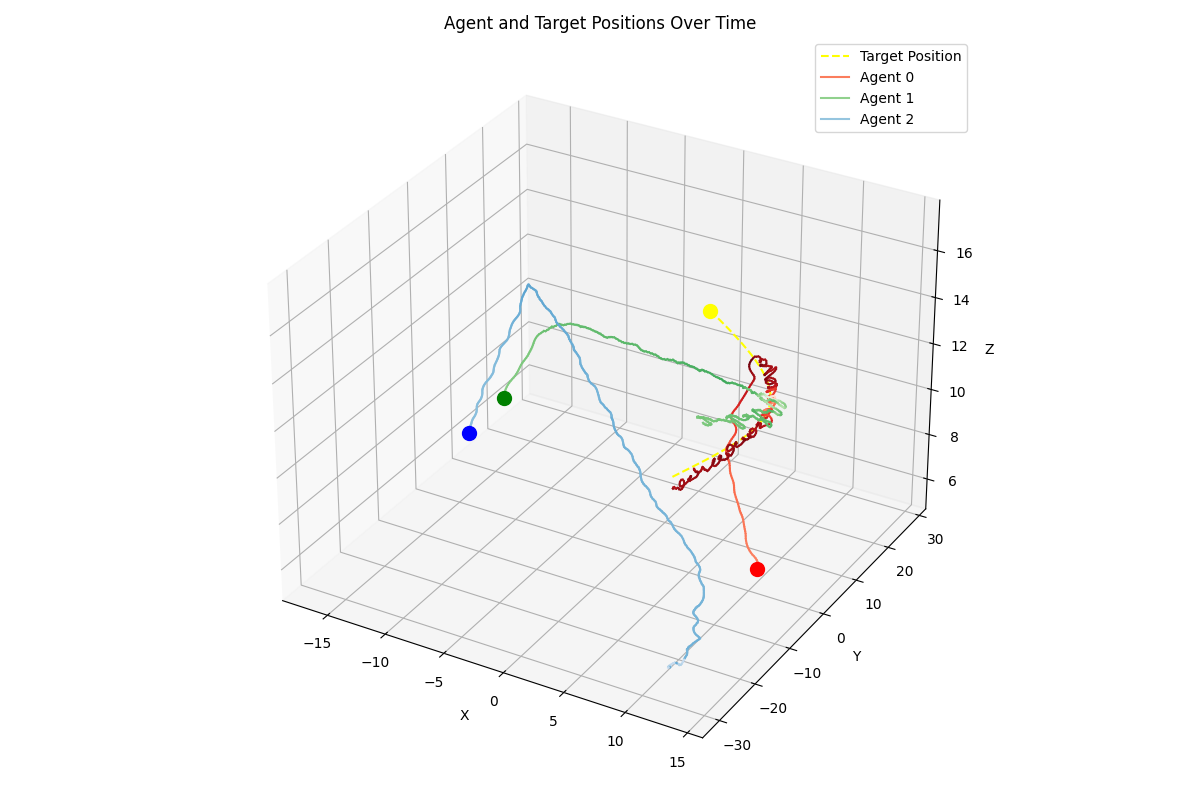 Agent and Target Positions Over Time
Target Position
Agent 0
Agent 1
Agent 2
16
14
12
Z
10
8
6
30
20
10
0
Y
−10
−20
−30
−15
−10
−5
0
X
5
10
15